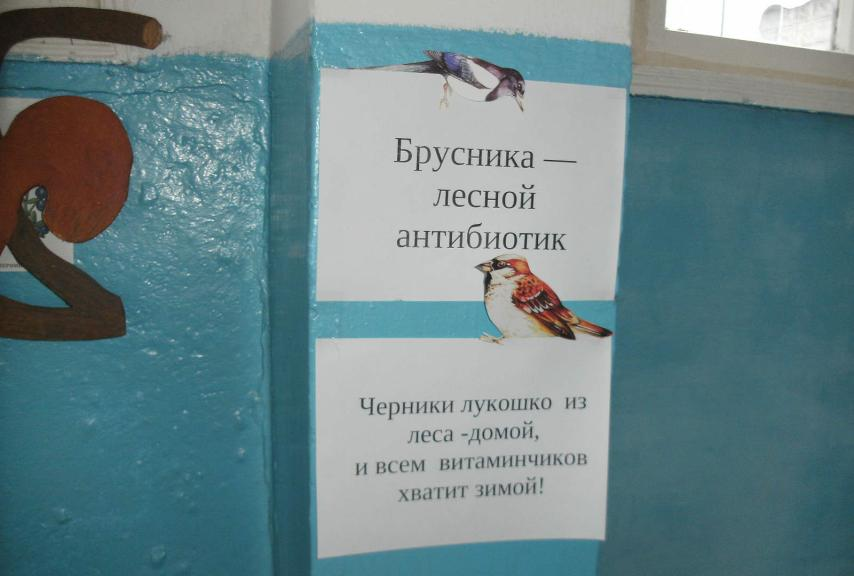 Брусника —
лесной
антибиотик
Черники лукошко из
леса -домой,
и всем витаминчиков
хватит зимой!